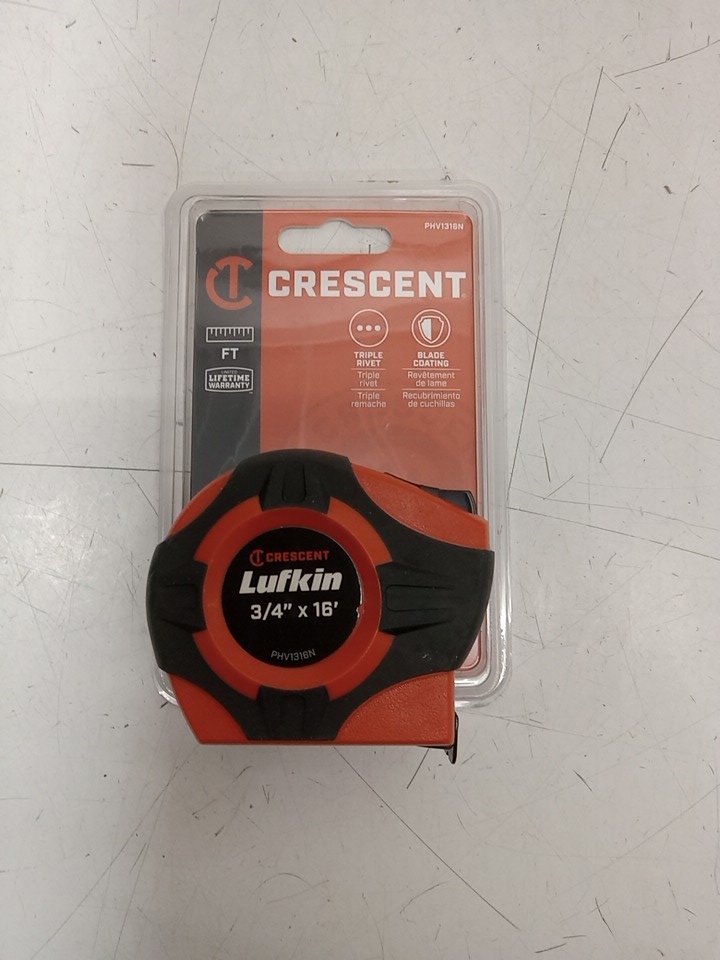 PHV1316N
CRESCENT
FT
LIMITED
LIFETIME
WARRANTY
TRIPLE
RIVET
Triple
rivet
Triple
remache
BLADE
COATING
Revêtement
de lame
Recubrimiento
de cuchillas
CRESCENT
Lufkin
3/4" x 16'
PHV1316N